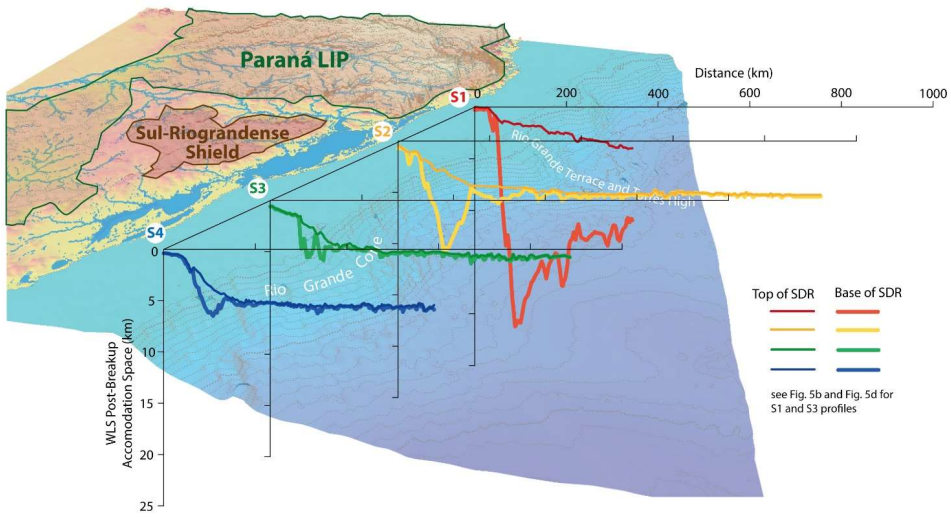 Paraná LIP
Sul-Riograndense
Shield
S1
S2
S3
S4
Distance (km)
0
200
400
600
800
1000
Rio Grande Terrace and Torres High
Rio Grande Cone
0
5
10
15
20
25
WLS Post-Breakup
Accomodation Space (km)
Top of SDR
Base of SDR
see Fig. 5b and Fig. 5d for
S1 and S3 profiles